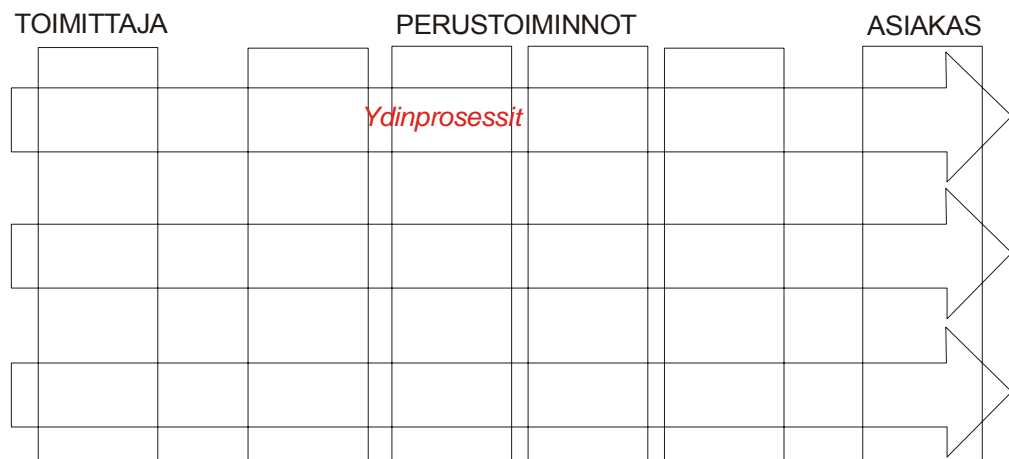 TOIMITTAJA
PERUSTOIMINNOT
ASIAKAS
Ydinprosessit